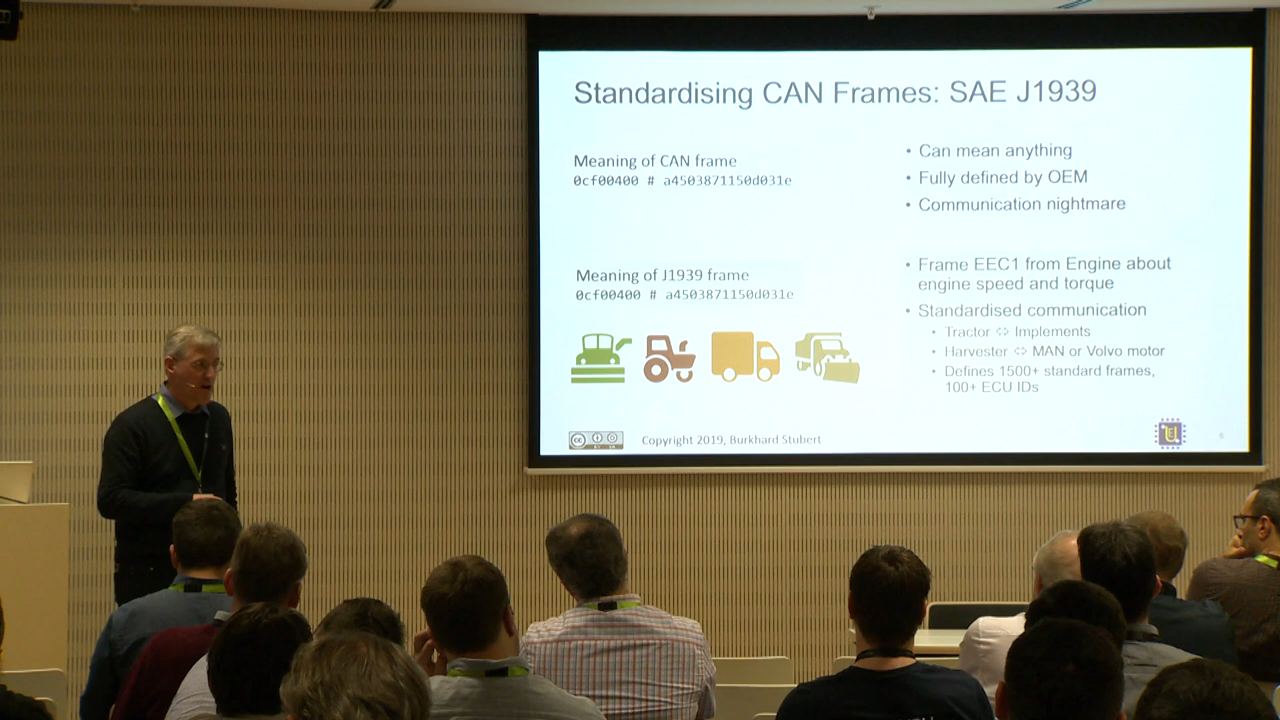 Standardising CAN Frames: SAE J1939
Meaning of CAN frame
0cf00400 # a4503871150d031e
• Can mean anything
• Fully defined by OEM
• Communication nightmare
Meaning of J1939 frame
0cf00400 # a4503871150d031e
• Frame EEC1 from Engine about
engine speed and torque
• Standardised communication
• Tractor <> Implements
• Harvester <> MAN or Volvo motor
• Defines 1500+ standard frames,
100+ ECU IDs
Copyright 2019, Burkhard Stubert